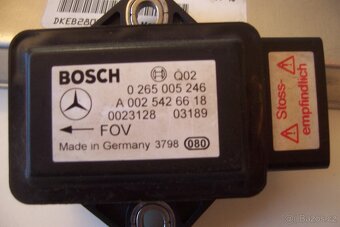 DKEB280
BOSCH Q02
0 265 005 246
A 002 542 66 18
0023128 03189
← FOV
Made in Germany 3798 080
Stoss-
empfindlich